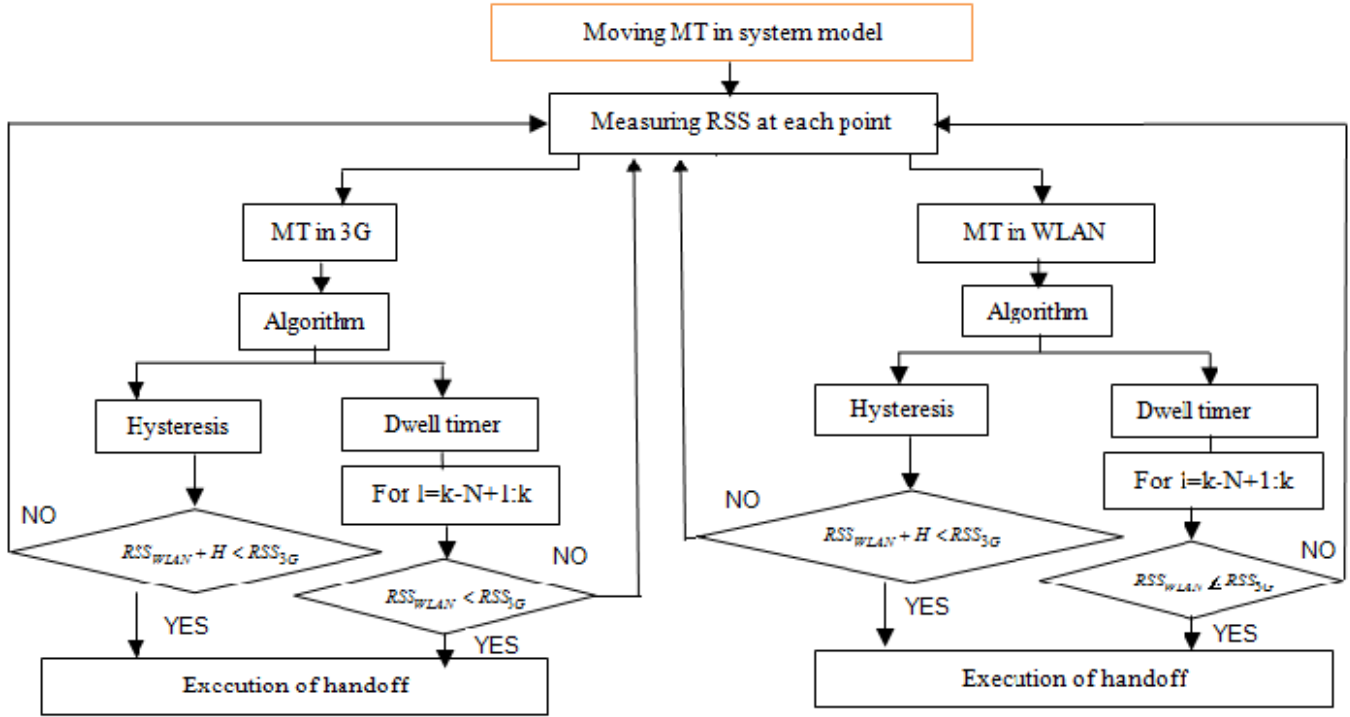 Moving MT in system model
Measuring RSS at each point
MT in 3G
MT in WLAN
Algorithm
Algorithm
Hysteresis
Dwell timer
Hysteresis
Dwell timer
For l=k-N+1:k
For i=k-N+1:k
NO
RSS_WLAN + H < RSS_3G
NO
RSS_WLAN < RSS_3G
RSS_WLAN + H < RSS_3G
NO
RSS_WLAN RSS_3G
YES
YES
YES
YES
Execution of handoff
Execution of handoff